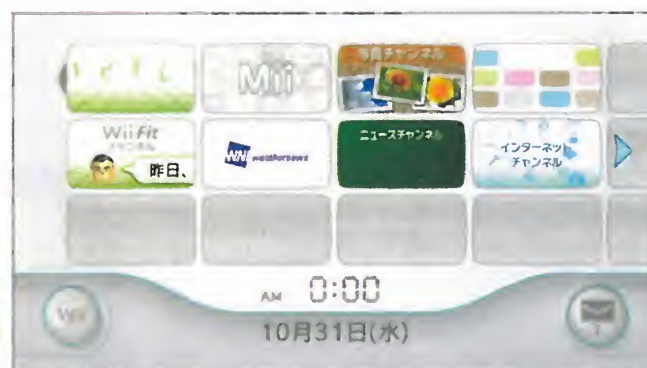 Mii
写真チャンネル
Wii Fit
チャンネル
昨日、
WN weathernews
ニュースチャンネル
インターネット
チャンネル
AM 0:00
Wii
10月31日(水)